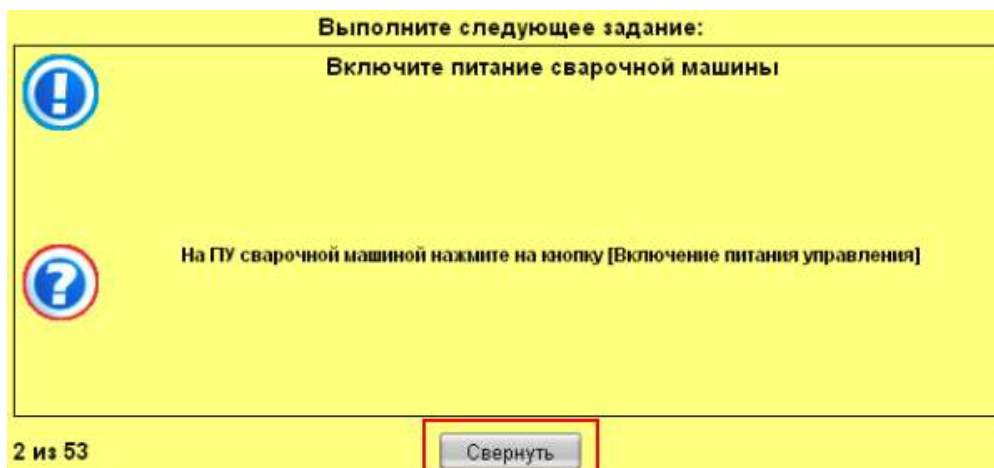 Выполните следующее задание:
Включите питание сварочной машины
На ПУ сварочной машиной нажмите на кнопку [Включение питания управления]
2 из 53
Свернуть